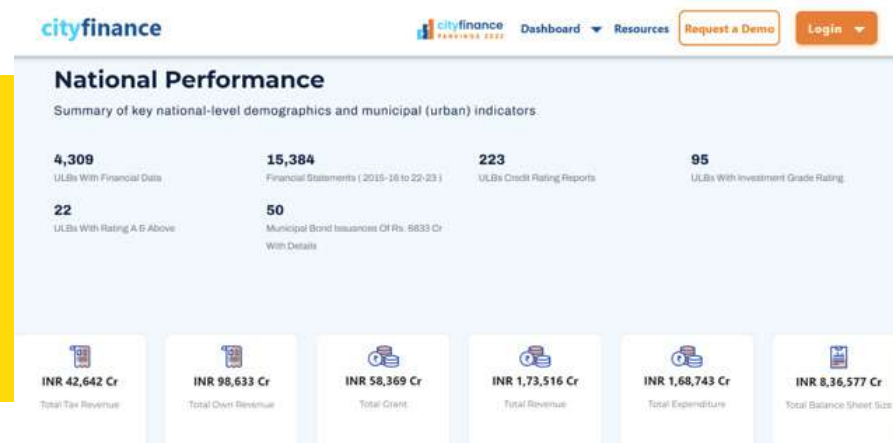 cityfinance
cityfinance
RANKINGS 2022
Dashboard
Resources
Request a Demo
Login
National Performance
Summary of key national-level demographics and municipal (urban) indicators
4,309
ULBs With Financial Data
15,384
Financial Statements ( 2015-16 to 22-23 )
223
ULBs Credit Rating Reports
95
ULBs With Investment Grade Rating
22
ULBs With Rating A & Above
50
Municipal Bond Issuances Of Rs. 6833 Cr
With Details
INR 42,642 Cr
Total Tax Revenue
INR 98,633 Cr
Total Own Revenue
INR 58,369 Cr
Total Grant
INR 1,73,516 Cr
Total Revenue
INR 1,68,743 Cr
Total Expenditure
INR 8,36,577 Cr
Total Balance Sheet Size